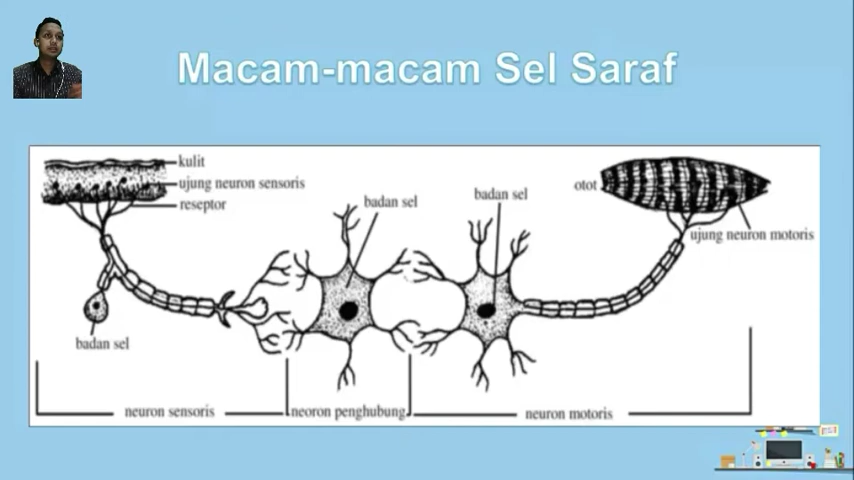 Macam-macam Sel Saraf
kulit
ujung neuron sensoris
reseptor
badan sel
badan sel
otot
ujung neuron motoris
badan sel
neuron sensoris
neoron penghubung
neuron motoris